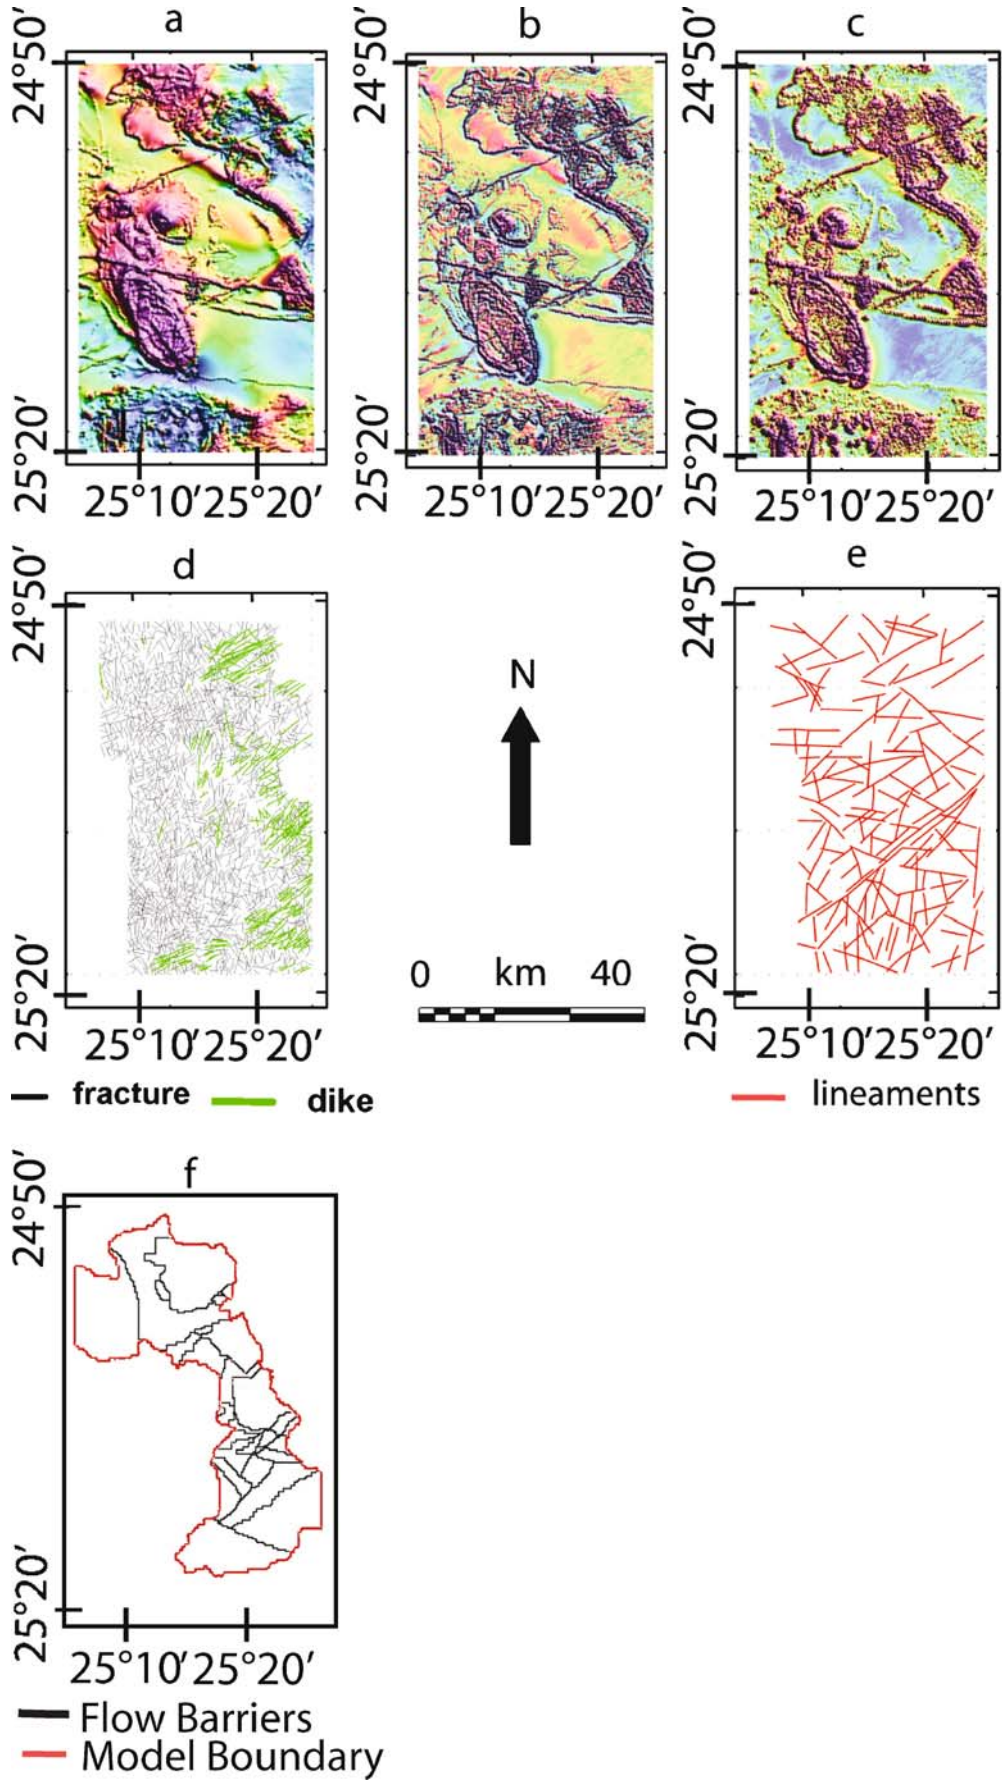 a
b
c
24°50′
24°50′
24°50′
25°20′
25°20′
25°20′
25°10′ 25°20′
25°10′ 25°20′
25°10′ 25°20′
d
e
24°50′
24°50′
N
0 km 40
25°20′
25°20′
25°10′ 25°20′
25°10′ 25°20′
fracture dike
lineaments
f
24°50′
25°20′
25°10′ 25°20′
Flow Barriers
Model Boundary